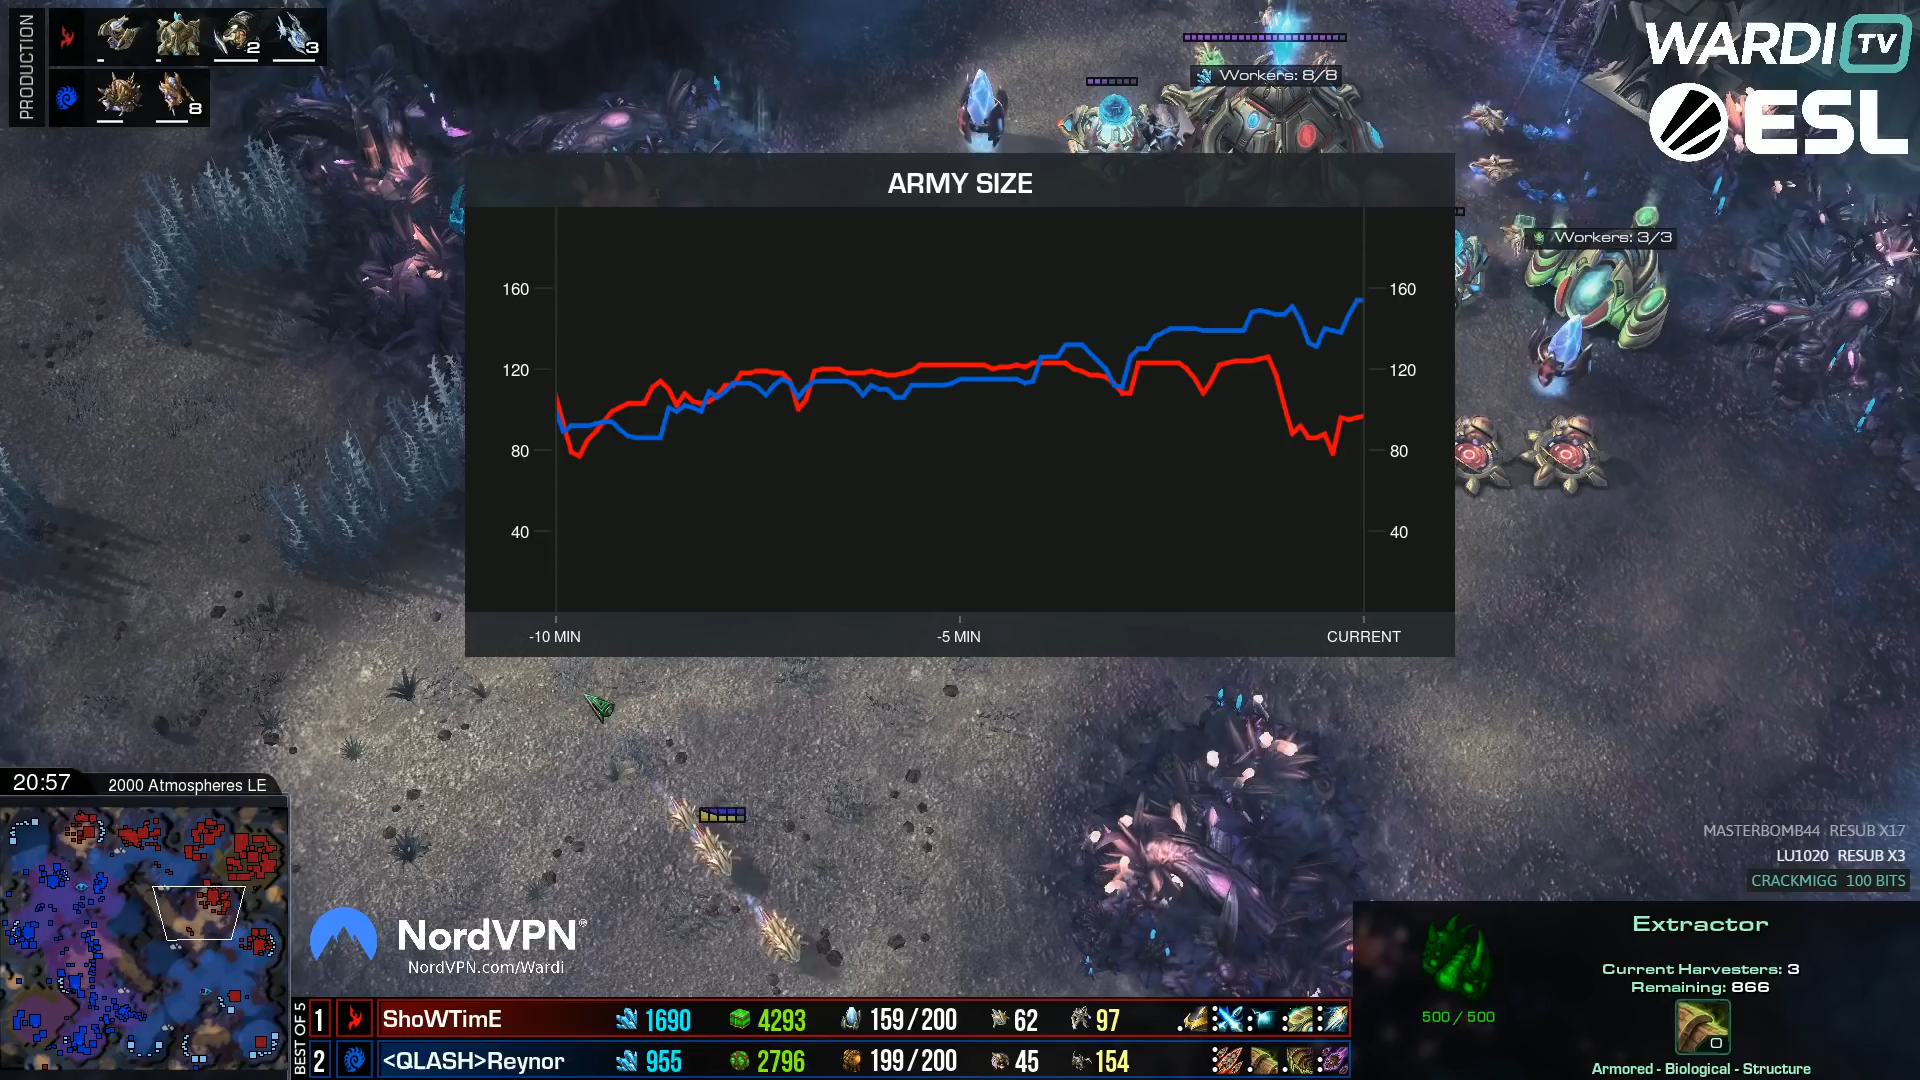 PRODUCTION
2
3
8
WARDI TV
ESL
Workers: 8/8
Workers: 3/3
ARMY SIZE
160
160
120
120
80
80
40
40
-10 MIN
-5 MIN
CURRENT
20:57
2000 Atmospheres LE
MASTERBOMB44 RESUB X17
LU1020 RESUB X3
CRACKMIGG 100 BITS
NordVPN®
NordVPN.com/Wardi
Extractor
Current Harvesters: 3
Remaining: 866
500 / 500
Armored - Biological - Structure
BEST OF 5
1 ShoWTimE 1690 4293 159/200 62 97
2 <QLASH>Reynor 955 2796 199/200 45 154